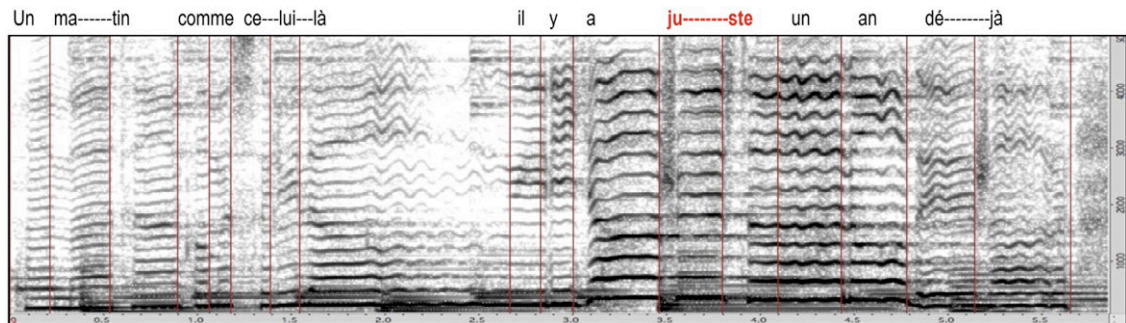 Un ma------tin comme ce--lui--là il y a ju--------ste un an dé-------jà
4000
3000
2000
1000
0 0.5 1.0 1.5 2.0 2.5 3.0 3.5 4.0 4.5 5.0 5.5